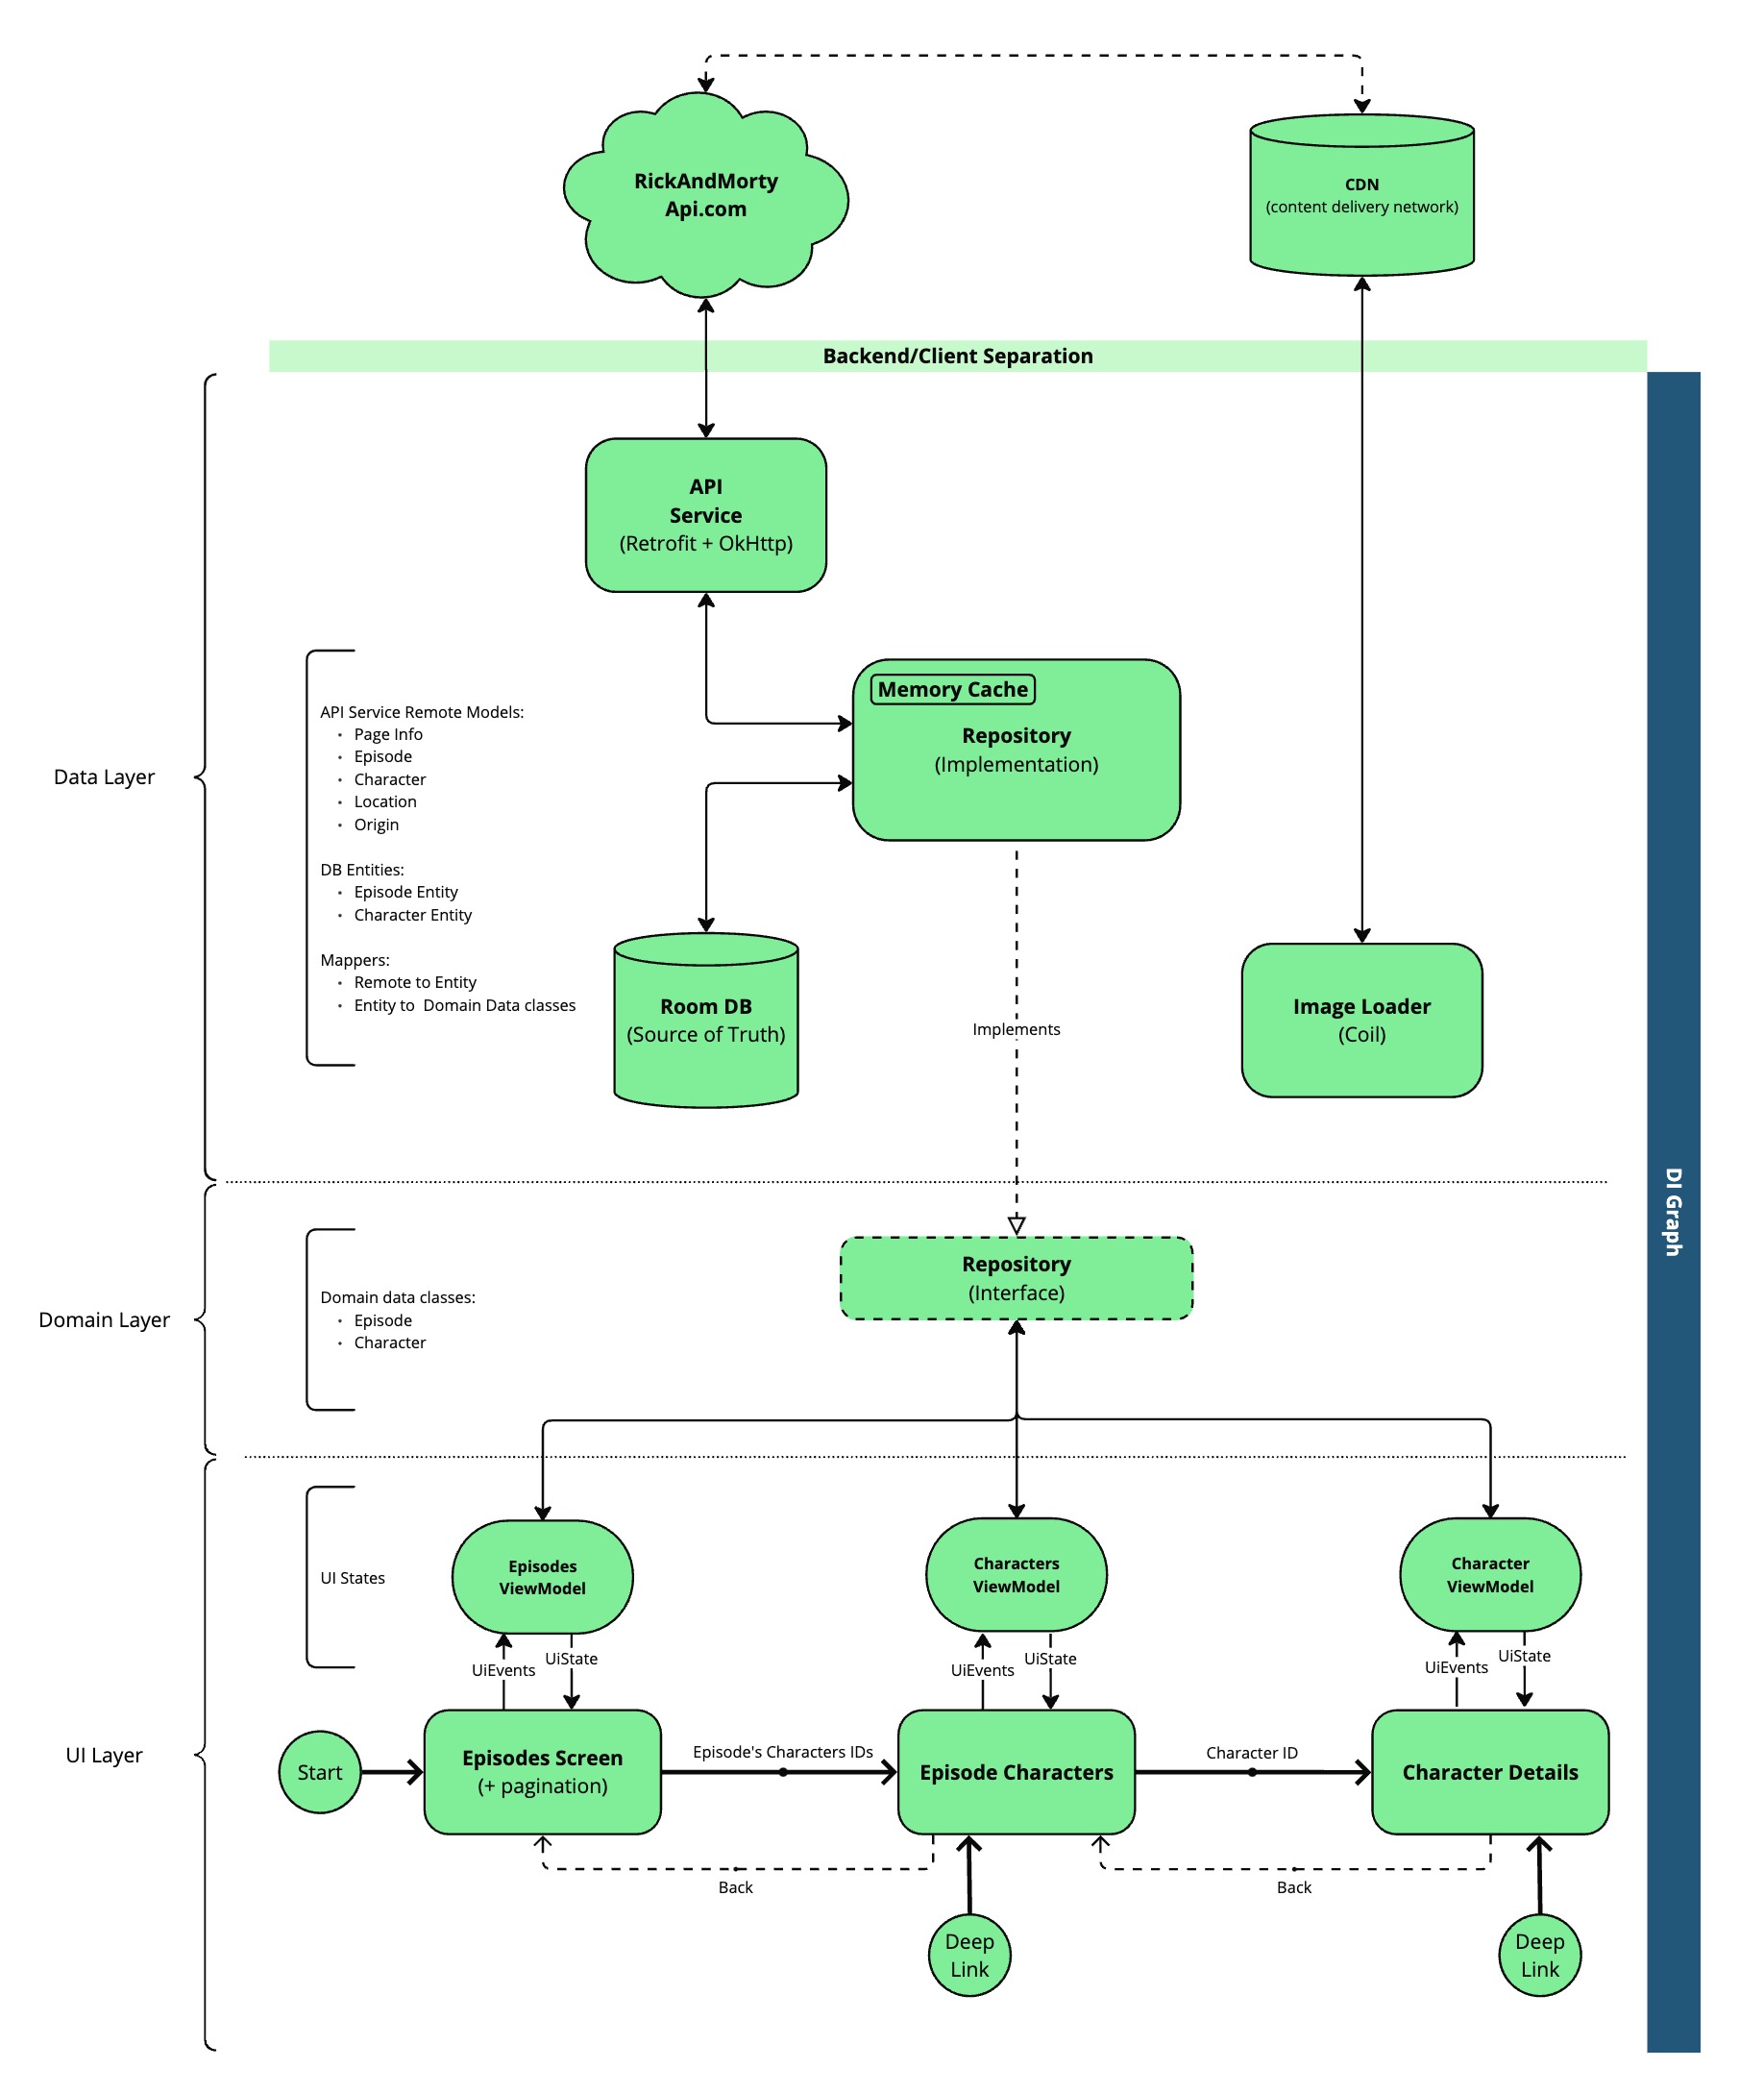 RickAndMorty
Api.com
CDN
(content delivery network)
Backend/Client Separation
API
Service
(Retrofit + OkHttp)
Data Layer
API Service Remote Models:
• Page Info
• Episode
• Character
• Location
• Origin
DB Entities:
• Episode Entity
• Character Entity
Mappers:
• Remote to Entity
• Entity to Domain Data classes
Memory Cache
Repository
(Implementation)
Room DB
(Source of Truth)
Implements
Image Loader
(Coil)
DI Graph
Domain Layer
Domain data classes:
• Episode
• Character
Repository
(Interface)
UI Layer
UI States
Episodes
ViewModel
Characters
ViewModel
Character
ViewModel
UiEvents
UiState
UiEvents
UiState
UiEvents
UiState
Start
Episodes Screen
(+ pagination)
Episode's Characters IDs
Episode Characters
Character ID
Character Details
Back
Back
Deep
Link
Deep
Link